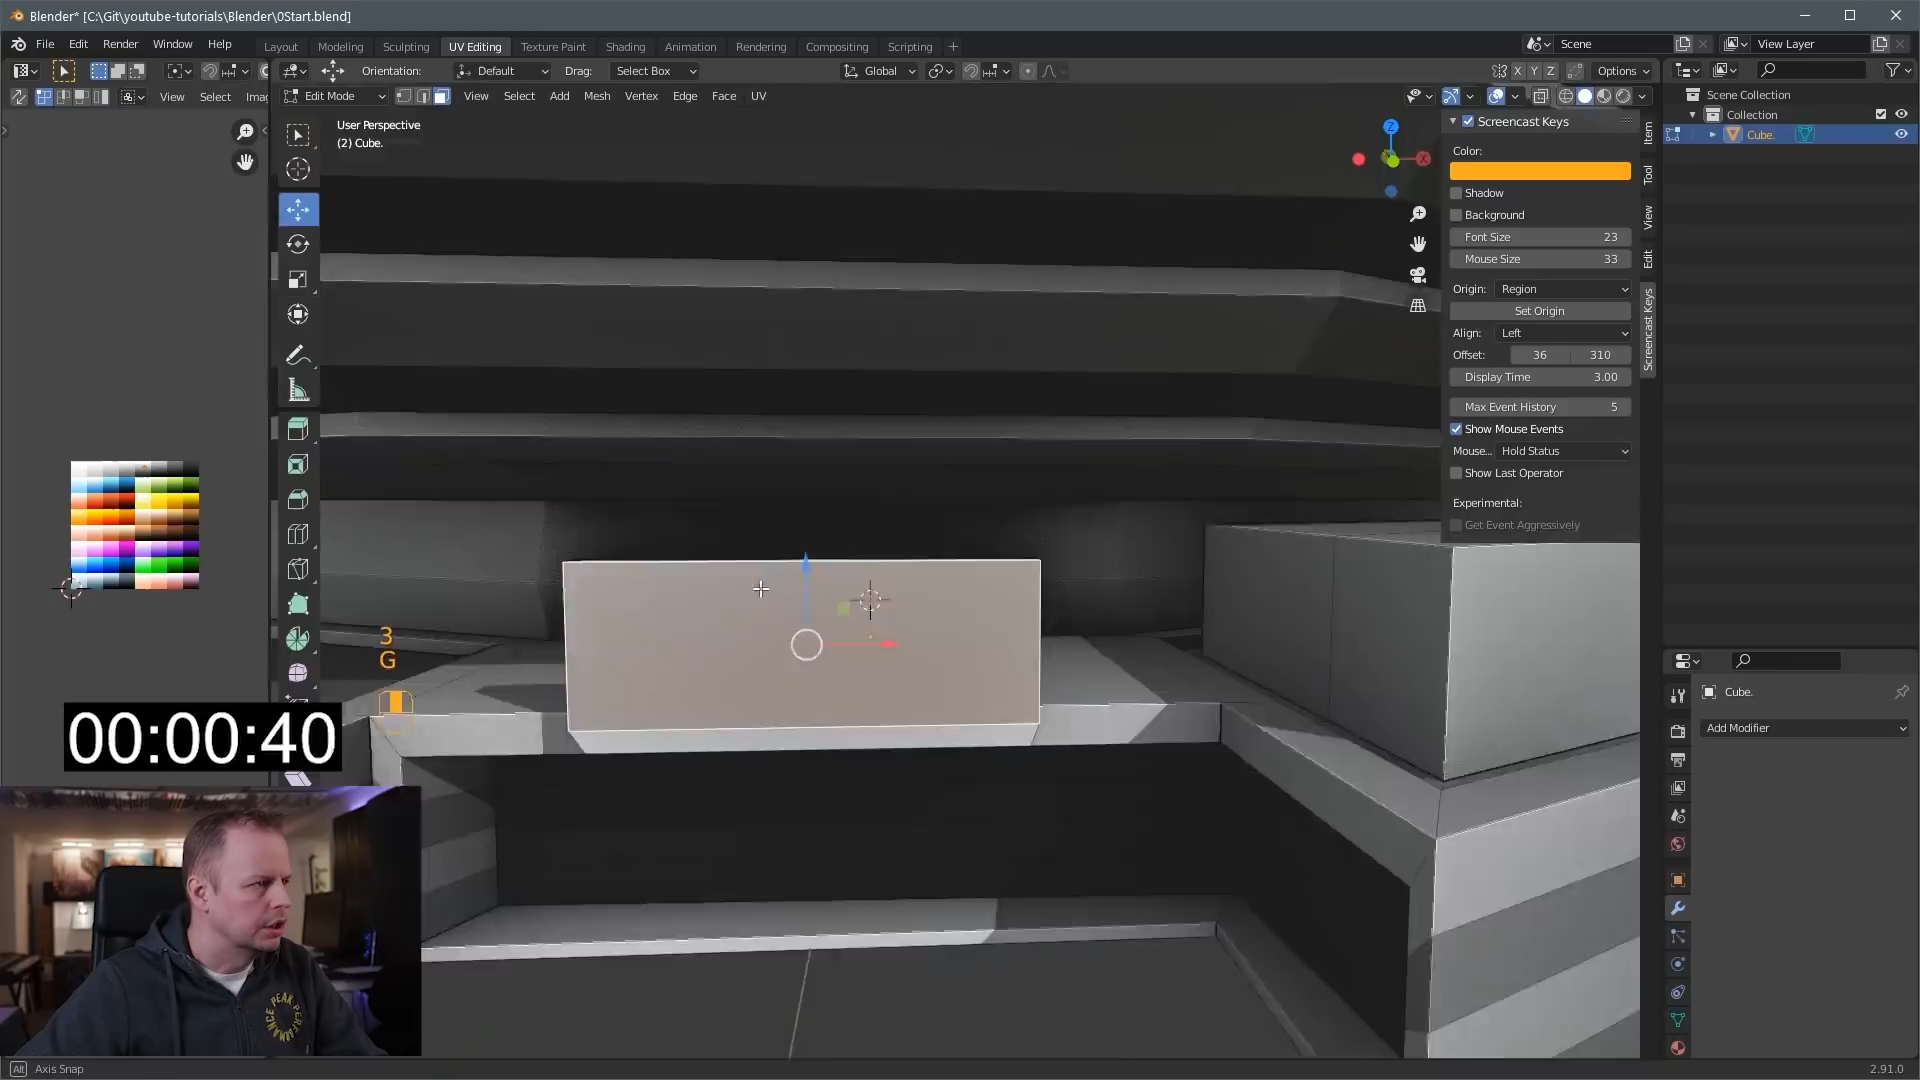 Blender* [C:\Git\youtube-tutorials\Blender\0Start.blend]
File Edit Render Window Help
Layout Modeling Sculpting UV Editing Texture Paint Shading Animation Rendering Compositing Scripting +
Scene
View Layer
Orientation: Default Drag: Select Box
Global
X Y Z Options
View Select Imag
Edit Mode View Select Add Mesh Vertex Edge Face UV
User Perspective
(2) Cube.
Z
X
Screencast Keys
Color:
Shadow
Background
Font Size 23
Mouse Size 33
Origin: Region
Set Origin
Align: Left
Offset: 36 310
Display Time 3.00
Max Event History 5
Show Mouse Events
Mouse... Hold Status
Show Last Operator
Experimental:
Get Event Aggressively
Item
Tool
View
Edit
Screencast Keys
Scene Collection
Collection
Cube.
Cube.
Add Modifier
3
G
00:00:40
PEAK PERFORMANCE
Alt Axis Snap
2.91.0